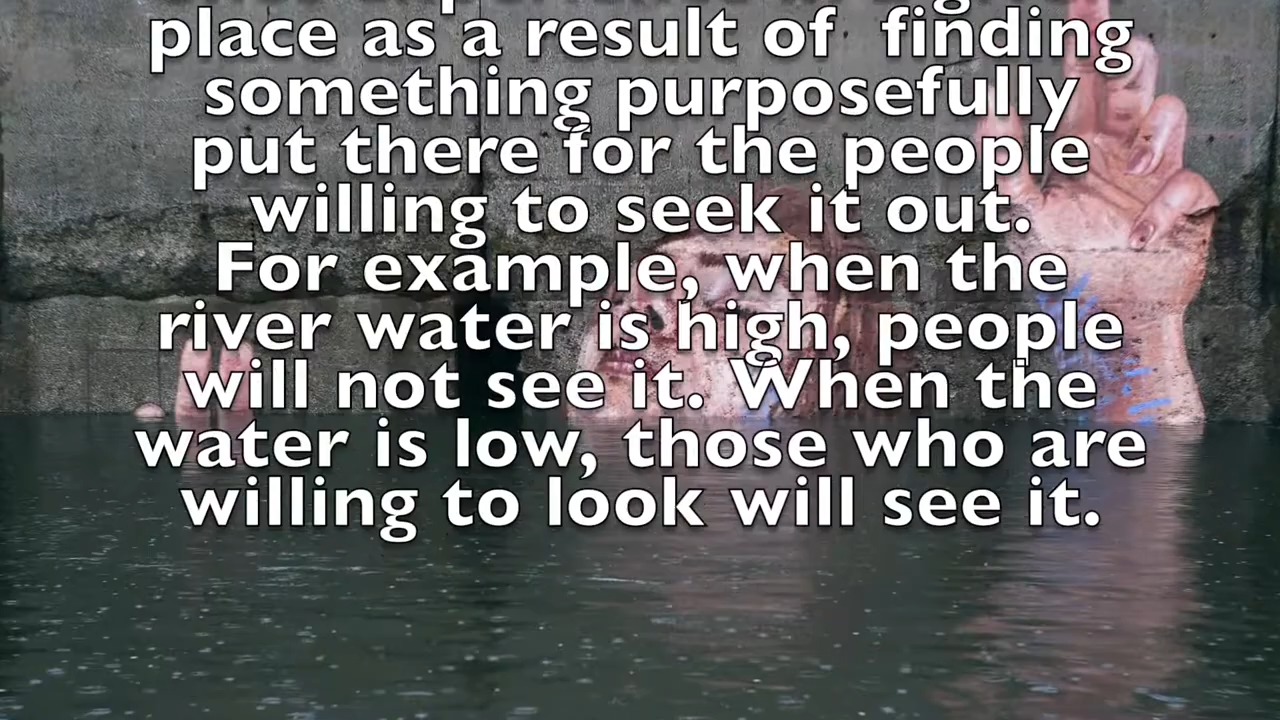 place as a result of  finding
something purposefully
put there for the people
willing to seek it out.
For example, when the
river water is high, people
will not see it. When the
water is low, those who are
willing to look will see it.